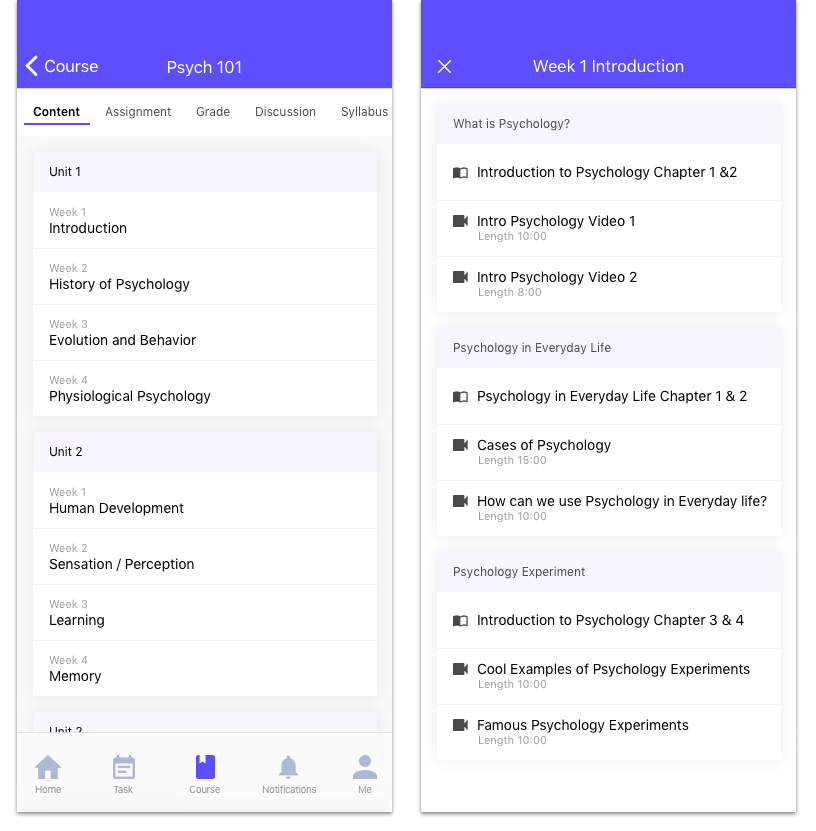 Course
Psych 101
Content Assignment Grade Discussion Syllabus
Unit 1
Week 1
Introduction
Week 2
History of Psychology
Week 3
Evolution and Behavior
Week 4
Physiological Psychology
Unit 2
Week 1
Human Development
Week 2
Sensation / Perception
Week 3
Learning
Week 4
Memory
Unit 2
Home Task Course Notifications Me
Week 1 Introduction
What is Psychology?
Introduction to Psychology Chapter 1 &2
Intro Psychology Video 1
Length 10:00
Intro Psychology Video 2
Length 8:00
Psychology in Everyday Life
Psychology in Everyday Life Chapter 1 & 2
Cases of Psychology
Length 15:00
How can we use Psychology in Everyday life?
Length 10:00
Psychology Experiment
Introduction to Psychology Chapter 3 & 4
Cool Examples of Psychology Experiments
Length 10:00
Famous Psychology Experiments
Length 10:00